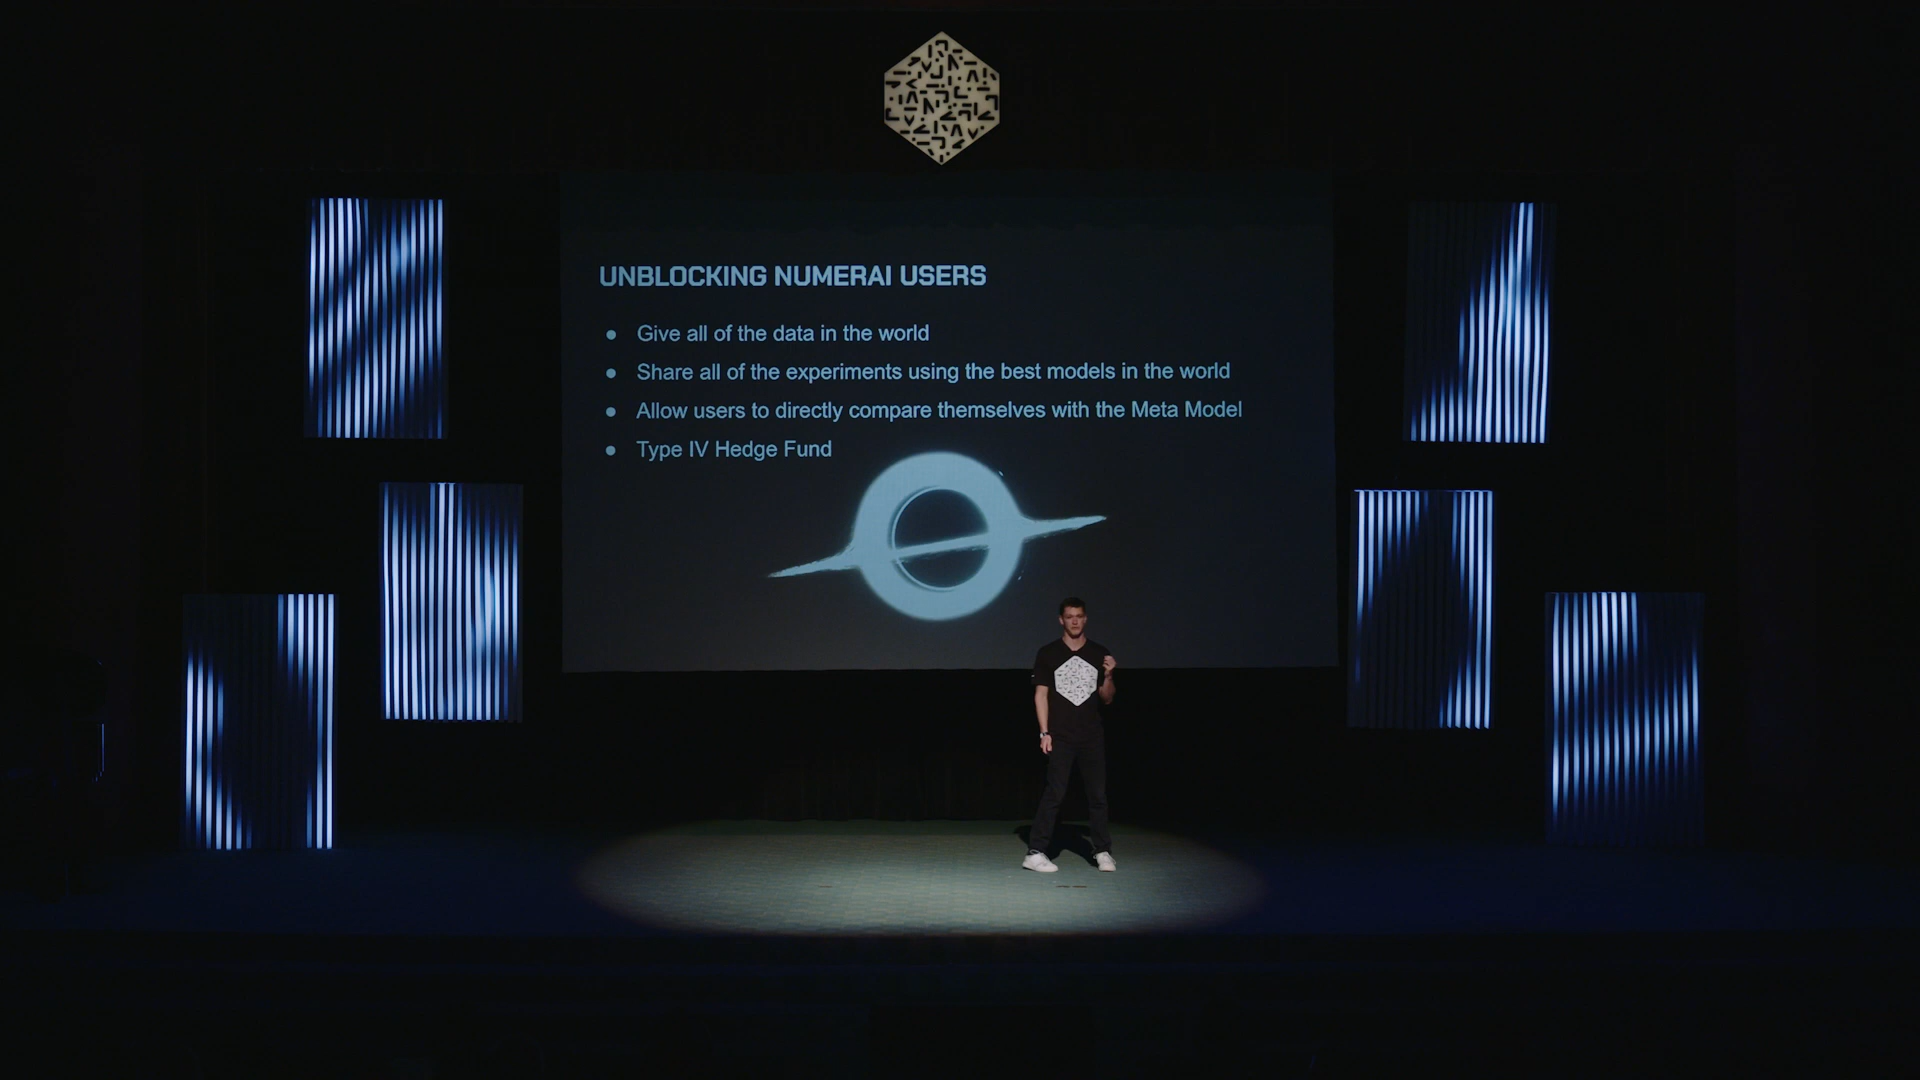 UNBLOCKING NUMERAI USERS
● Give all of the data in the world
● Share all of the experiments using the best models in the world
● Allow users to directly compare themselves with the Meta Model
● Type IV Hedge Fund